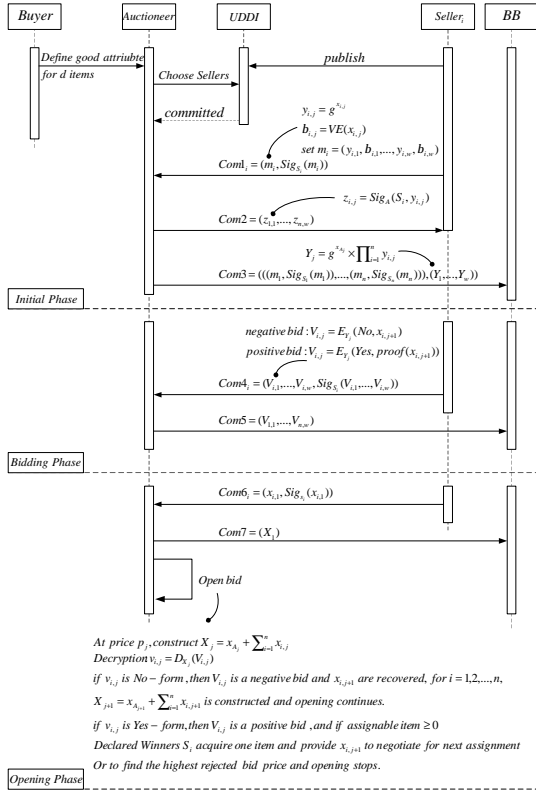 Buyer
Auctioneer
UDDI
Seller_i
BB
Define good attriubte
for d items
publish
Choose Sellers
committed
y_{i,j} = g^{x_{i,j}}
b_{i,j} = VE(x_{i,j})
set m_i = (y_{i,1}, b_{i,1},..., y_{i,w}, b_{i,w})
Com1_i = (m_i, Sig_{S_i}(m_i))
z_{i,j} = Sig_A(S_i, y_{i,j})
Com2 = (z_{1,1},..., z_{n,w})
Y_j = g^{x_{A_j}} × ∏_{i=1}^{n} y_{i,j}
Com3 = (((m_1, Sig_{S_1}(m_1)),...,(m_n, Sig_{S_n}(m_n))),(Y_1,...,Y_w))
Initial Phase
negative bid : V_{i,j} = E_{Y_j}(No, x_{i,j+1})
positive bid : V_{i,j} = E_{Y_j}(Yes, proof(x_{i,j+1}))
Com4_i = (V_{i,1},...,V_{i,w}, Sig_{S_i}(V_{i,1},...,V_{i,w}))
Com5 = (V_{1,1},...,V_{n,w})
Bidding Phase
Com6_i = (x_{i,1}, Sig_{s_i}(x_{i,1}))
Com7 = (X_1)
Open bid
At price p_j, construct X_j = x_{A_j} + ∑_{i=1}^{n} x_{i,j}
Decryption v_{i,j} = D_{X_j}(V_{i,j})
if v_{i,j} is No − form, then V_{i,j} is a negative bid and x_{i,j+1} are recovered, for i = 1,2,...,n,
X_{j+1} = x_{A_{j+1}} + ∑_{i=1}^{n} x_{i,j+1} is constructed and opening continues.
if v_{i,j} is Yes − form, then V_{i,j} is a positive bid ,and if assignable item ≥ 0
Declared Winners S_i acquire one item and provide x_{i,j+1} to negotiate for next assignment
Or to find the highest rejected bid price and opening stops.
Opening Phase